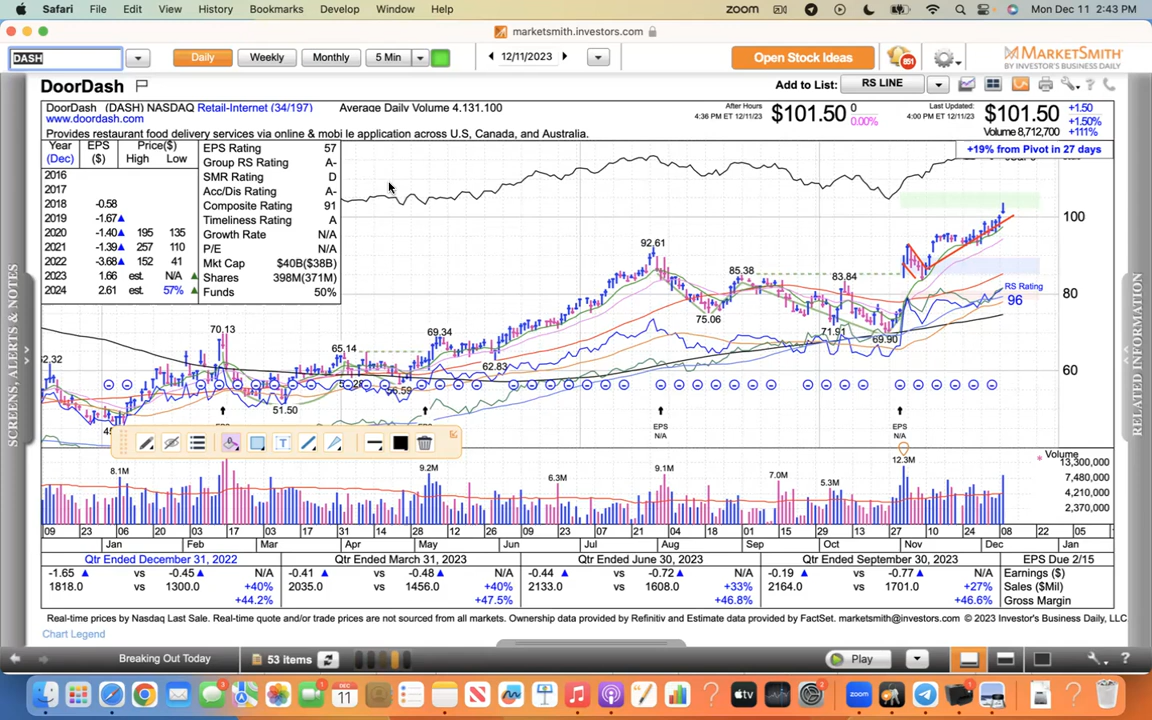 Safari File Edit View History Bookmarks Develop Window Help zoom Mon Dec 11 2:43 PM
marketsmith.investors.com
DASH Daily Weekly Monthly 5 Min 12/11/2023 Open Stock Ideas 851 MARKETSMITH
BY INVESTOR'S BUSINESS DAILY
DoorDash Add to List: RS LINE
DoorDash (DASH) NASDAQ Retail-Internet (34/197) Average Daily Volume 4,131,100
www.doordash.com
Provides restaurant food delivery services via online & mobi le application across U.S, Canada, and Australia.
After Hours
4:36 PM ET 12/11/23
$101.50 0
0.00%
Last Updated:
4:00 PM ET 12/11/23
$101.50 +1.50
+1.50%
Volume 8,712,700 +111%
+19% from Pivot in 27 days
Year EPS Price($)
(Dec) ($) High Low
2016
2017
2018 -0.58
2019 -1.67
2020 -1.40 195 135
2021 -1.39 257 110
2022 -3.68 152 41
2023 1.66 est. N/A
2024 2.61 est. 57%
EPS Rating 57
Group RS Rating A-
SMR Rating D
Acc/Dis Rating A-
Composite Rating 91
Timeliness Rating A
Growth Rate N/A
P/E N/A
Mkt Cap $40B($38B)
Shares 398M(371M)
Funds 50%
100
92.61
85.38
83.84
RS Rating
96
80
75.06
71.91
69.90
70.13
69.34
65.14
62.83
60
51.50
EPS
N/A
EPS
N/A
Volume
13,300,000
7,480,000
4,210,000
2,370,000
8.1M 9.2M 6.3M 9.1M 7.0M 5.3M 12.3M
09 23 06 20 03 17 03 17 31 14 28 12 26 09 23 07 21 04 18 01 15 29 13 27 10 24 08 22 05
Jan Feb Mar Apr May Jun Jul Aug Sep Oct Nov Dec Jan
Qtr Ended December 31, 2022 Qtr Ended March 31, 2023 Qtr Ended June 30, 2023 Qtr Ended September 30, 2023 EPS Due 2/15
-1.65 vs -0.45 N/A -0.41 vs -0.48 N/A -0.44 vs -0.72 N/A -0.19 vs -0.77 N/A Earnings ($)
1818.0 vs 1300.0 +40% 2035.0 vs 1456.0 +40% 2133.0 vs 1608.0 +33% 2164.0 vs 1701.0 +27% Sales ($Mil)
+44.2% +47.5% +46.8% +46.6% Gross Margin
Real-time prices by Nasdaq Last Sale. Real-time quote and/or trade prices are not sourced from all markets. Ownership data provided by Refinitiv and Estimate data provided by FactSet. marketsmith@investors.com © 2023 Investor's Business Daily, LLC
Chart Legend
SCREENS, ALERTS & NOTES
RELATED INFORMATION
Breaking Out Today 53 items Play